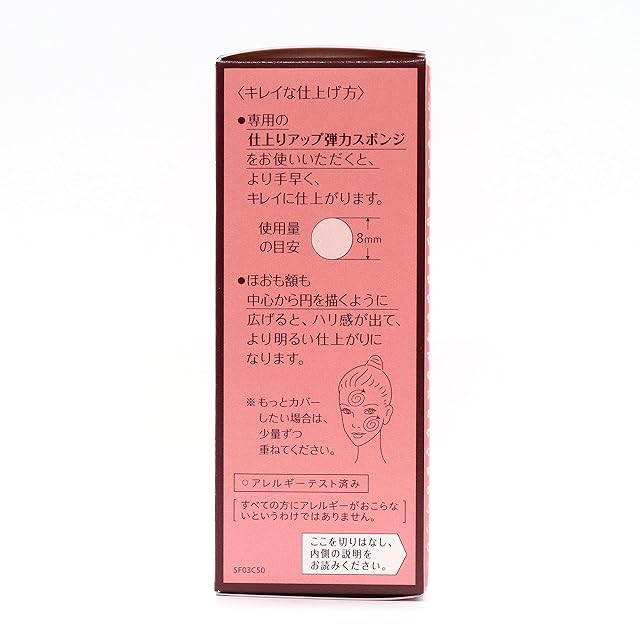 〈キレイな仕上げ方〉
●専用の
仕上りアップ弾力スポンジ
をお使いいただくと、
より手早く、
キレイに仕上がります。
使用量
の目安
8mm
●ほおも額も
中心から円を描くように
広げると、ハリ感が出て、
より明るい仕上がりに
なります。
※もっとカバー
したい場合は、
少量ずつ
重ねてください。
○アレルギーテスト済み
[すべての方にアレルギーがおこらな
いというわけではありません。]
ここを切りはなし、
内側の説明を
お読みください。
SF03C50